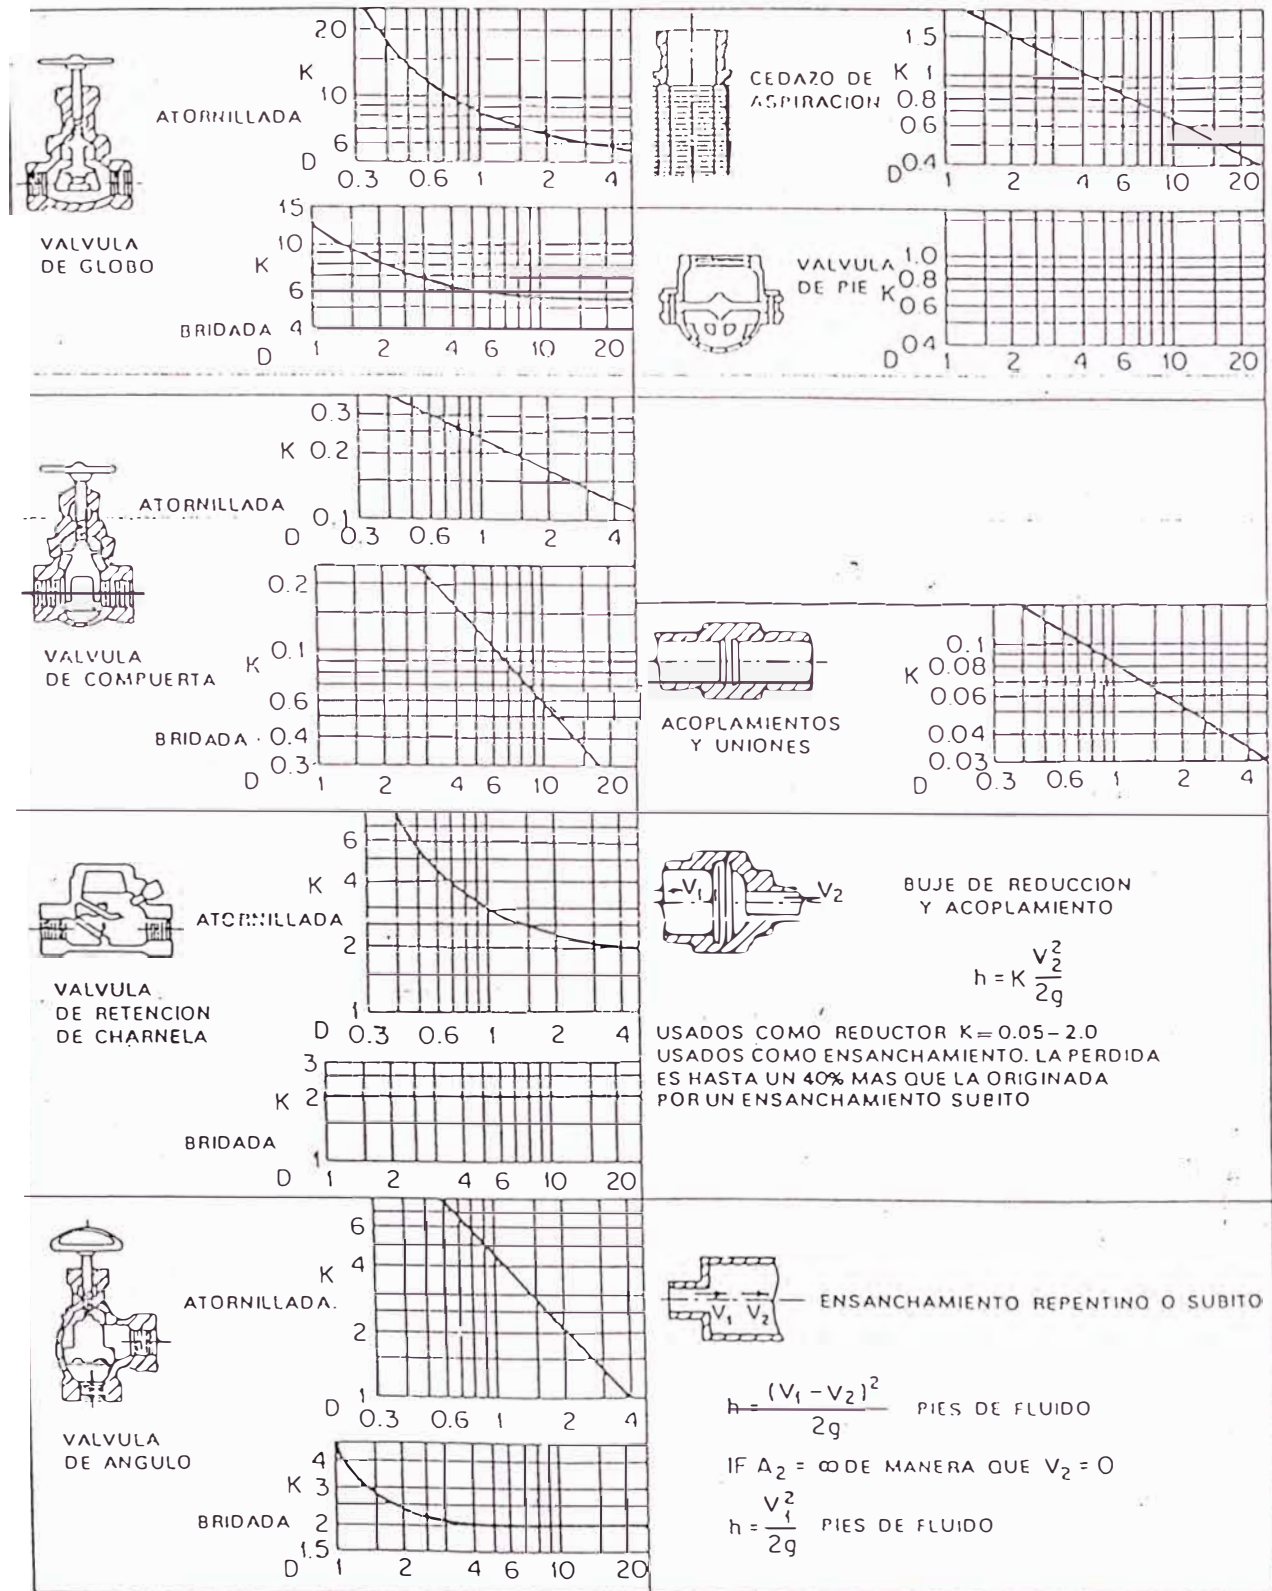 20
K
10
ATORNILLADA
6
D
0.3 0.6 1 2 4
VALVULA
DE GLOBO
15
10
K
6
BRIDADA 4
D
1 2 4 6 10 20
CEDAZO DE
ASPIRACION
1.5
K 1
0.8
0.6
0.4
D
1 2 4 6 10 20
VALVULA
DE PIE
1.0
0.8
K
0.6
0.4
D
1 2 4 6 10 20
0.3
K 0.2
ATORNILLADA
0.1
D 0.3 0.6 1 2 4
VALVULA
DE COMPUERTA
0.2
K 0.1
0.6
BRIDADA 0.4
0.3
D 1 2 4 6 10 20
ACOPLAMIENTOS
Y UNIONES
0.1
K 0.08
0.06
0.04
0.03
D 0.3 0.6 1 2 4
6
K 4
ATORNILLADA
2
1
D 0.3 0.6 1 2 4
VALVULA
DE RETENCION
DE CHARNELA
3
K 2
BRIDADA
1
D 1 2 4 6 10 20
V1 V2
BUJE DE REDUCCION
Y ACOPLAMIENTO
h = K V2² / 2g
USADOS COMO REDUCTOR K = 0.05 - 2.0
USADOS COMO ENSANCHAMIENTO. LA PERDIDA
ES HASTA UN 40% MAS QUE LA ORIGINADA
POR UN ENSANCHAMIENTO SUBITO
6
K 4
ATORNILLADA.
2
1
D 0.3 0.6 1 2 4
VALVULA
DE ANGULO
4
K 3
BRIDADA 2
1.5
D 1 2 4 6 10 20
V1 V2
ENSANCHAMIENTO REPENTINO O SUBITO
h = (V1 - V2)² / 2g PIES DE FLUIDO
IF A2 = ∞ DE MANERA QUE V2 = 0
h = V1² / 2g PIES DE FLUIDO